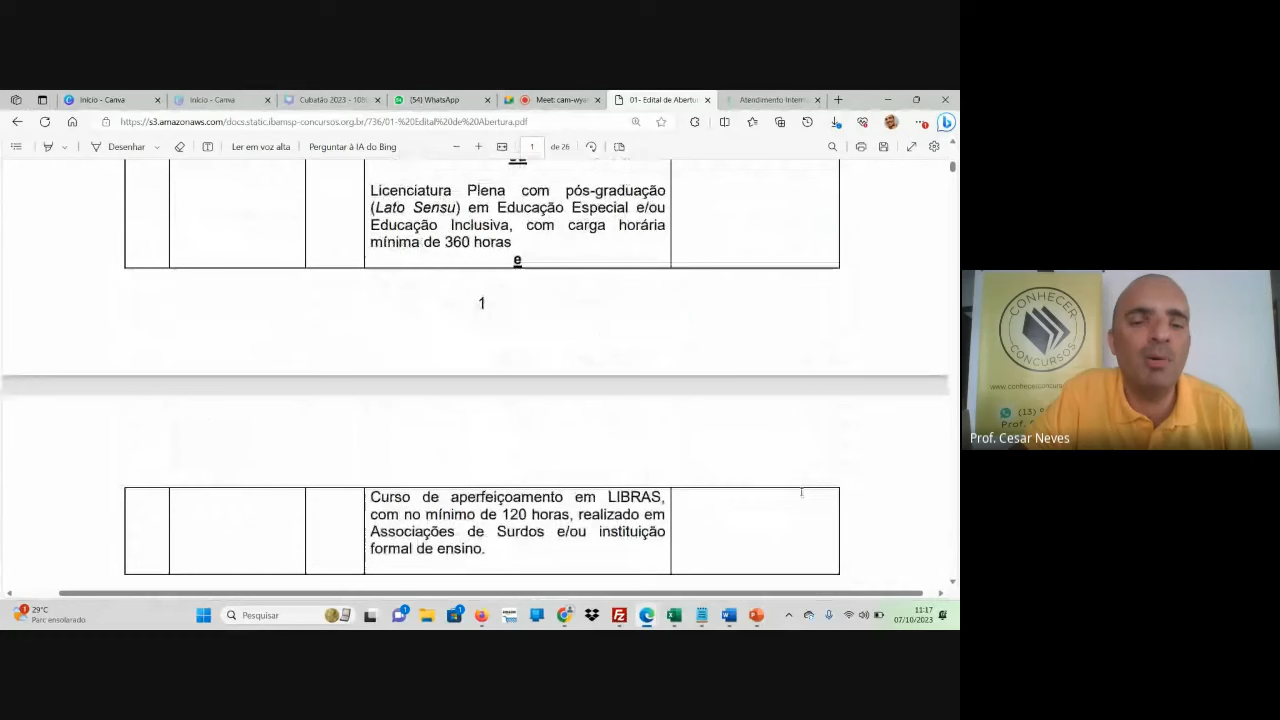 Início - Canva
Início - Canva
Cubatão 2023 - 108
(54) WhatsApp
Meet: cam-wya
01- Edital de Abertu
Atendimento Intern
https://s3.amazonaws.com/docs.static.ibamsp-concursos.org.br/736/01-%20Edital%20de%20Abertura.pdf
Desenhar
Ler em voz alta
Perguntar à IA do Bing
1
de 26
ou
Licenciatura Plena com pós-graduação
(Lato Sensu) em Educação Especial e/ou
Educação Inclusiva, com carga horária
mínima de 360 horas
e
1
Curso de aperfeiçoamento em LIBRAS,
com no mínimo de 120 horas, realizado em
Associações de Surdos e/ou instituição
formal de ensino.
29°C
Parc ensolarado
Pesquisar
11:17
07/10/2023
CONHECER
CONCURSOS
(13)
Prof.
Prof. Cesar Neves